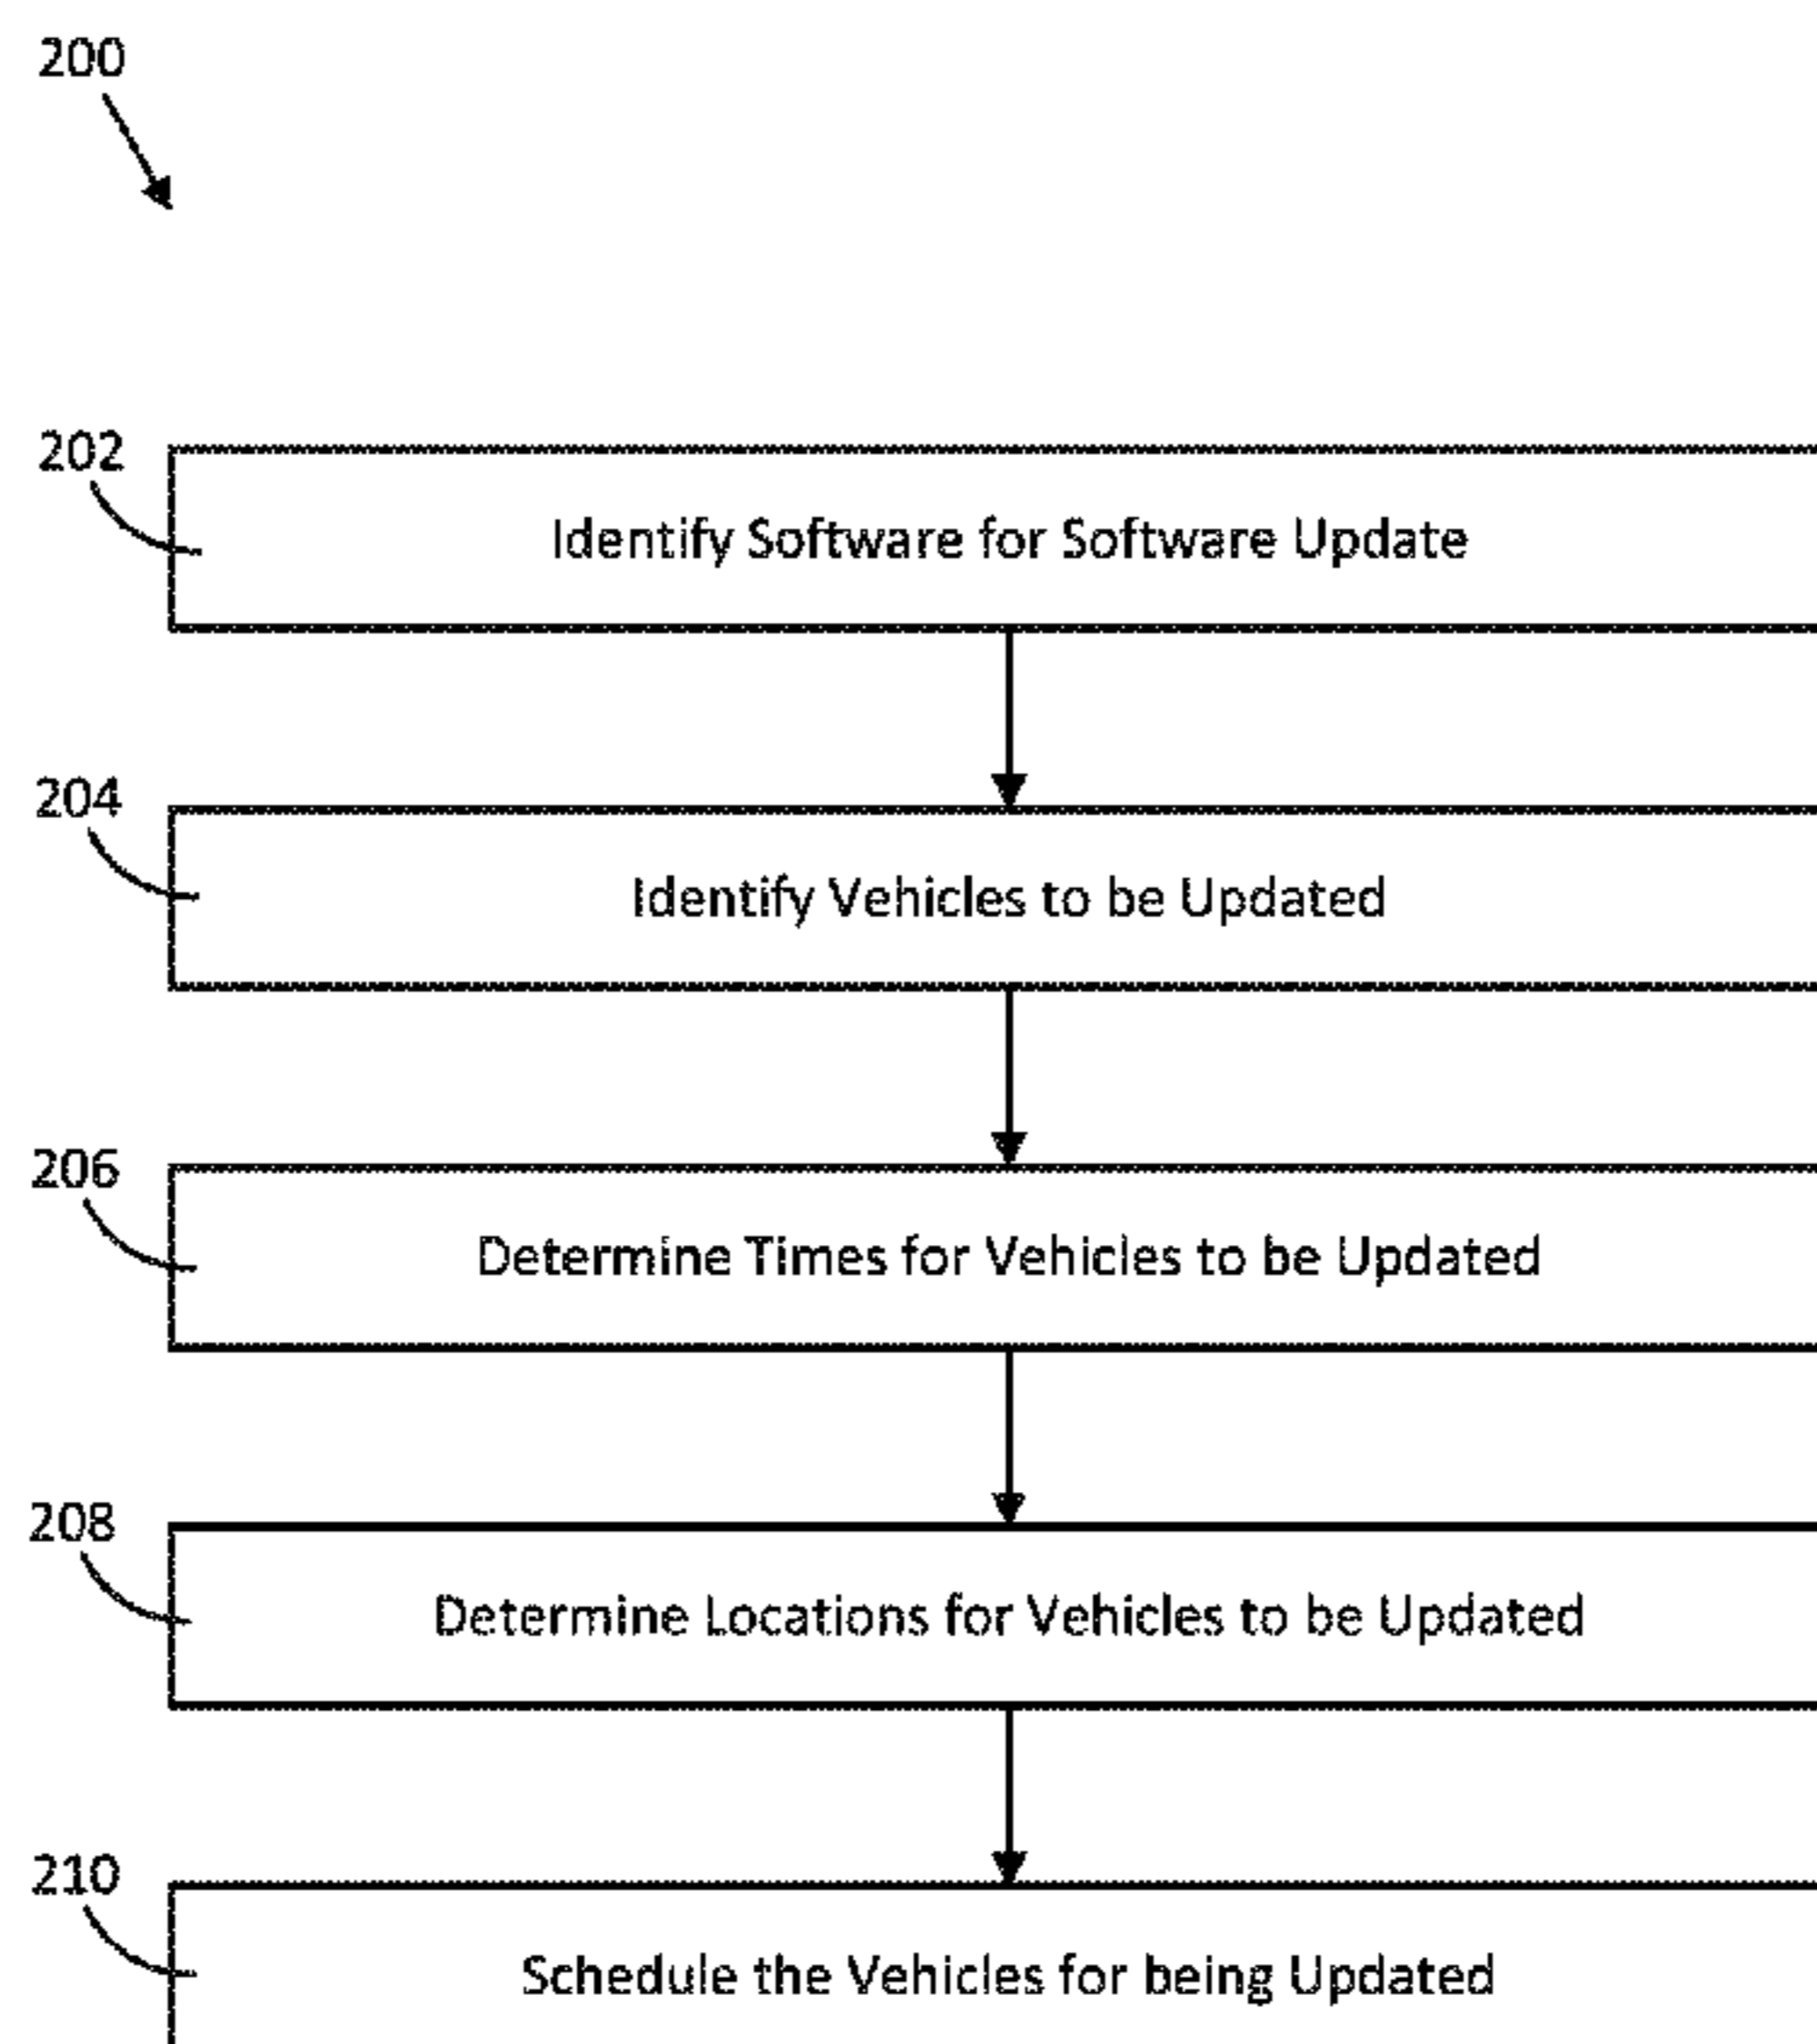 200
202
Identify Software for Software Update
204
Identify Vehicles to be Updated
206
Determine Times for Vehicles to be Updated
208
Determine Locations for Vehicles to be Updated
210
Schedule the Vehicles for being Updated